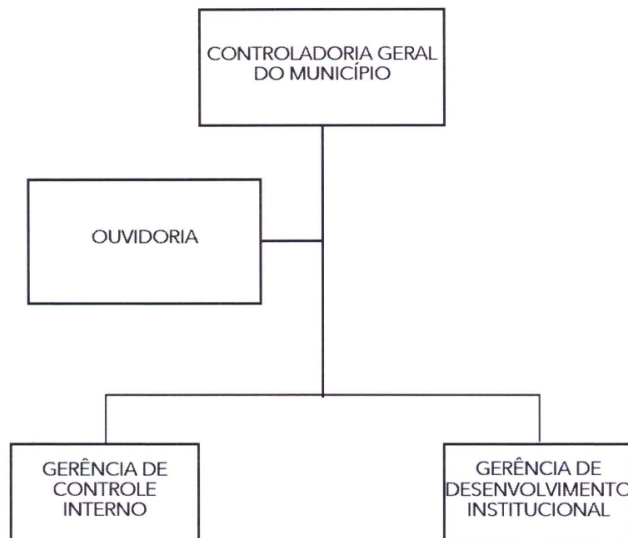 CONTROLADORIA GERAL
DO MUNICÍPIO
OUVIDORIA
GERÊNCIA DE
CONTROLE
INTERNO
GERÊNCIA DE
DESENVOLVIMENTO
INSTITUCIONAL